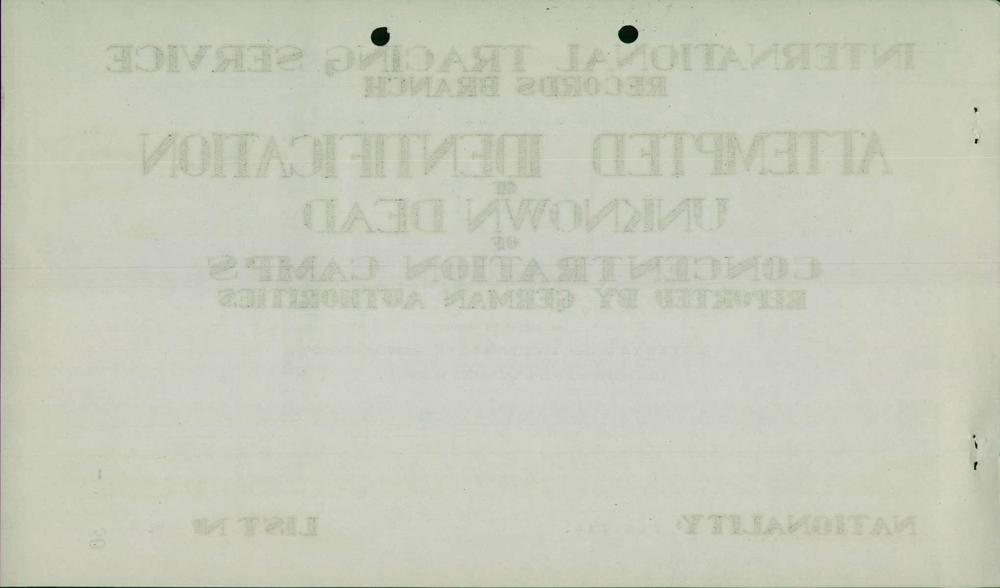 INTERNATIONAL TRACING SERVICE
RECORDS BRANCH
ATTEMPTED IDENTIFICATION
OF
UNKNOWN DEAD
OF
CONCENTRATION CAMPS
REPORTED BY GERMAN AUTHORITIES
NATIONALITY: LIST Nº